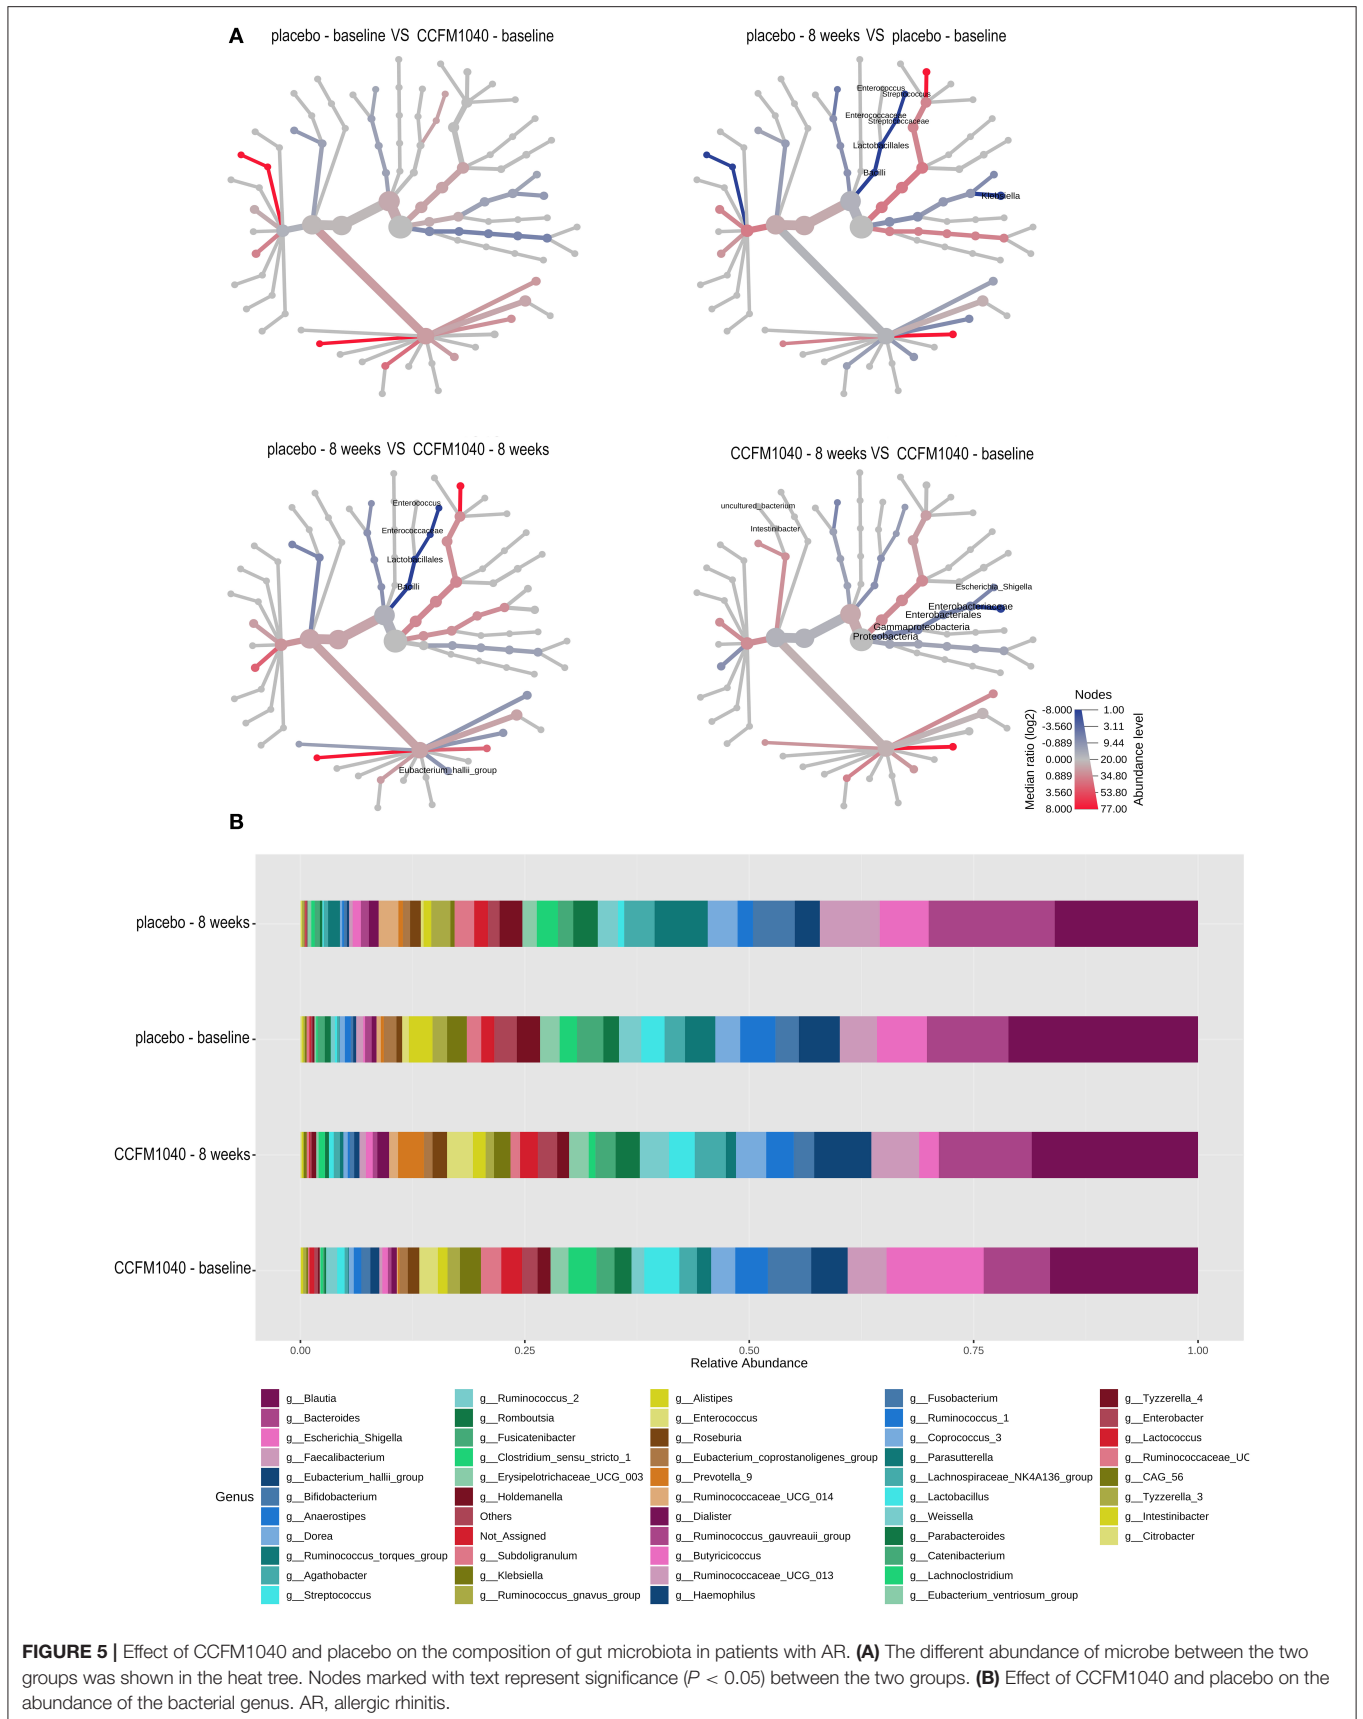 A
placebo - baseline VS CCFM1040 - baseline
placebo - 8 weeks VS placebo - baseline
Enterococcus
Streptococcus
Enterococcaceae
Streptococcaceae
Lactobacillales
Bacilli
Klebsiella
placebo - 8 weeks VS CCFM1040 - 8 weeks
Enterococcus
Enterococcaceae
Lactobacillales
Bacilli
Eubacterium_hallii_group
CCFM1040 - 8 weeks VS CCFM1040 - baseline
uncultured_bacterium
Intestinibacter
Escherichia_Shigella
Enterobacteriaceae
Enterobacteriales
Gammaproteobacteria
Proteobacteria
Nodes
Median ratio (log2)
Abundance level
-8.000 1.00
-3.560 3.11
-0.889 9.44
0.000 20.00
0.889 34.80
3.560 53.80
8.000 77.00
B
placebo - 8 weeks
placebo - baseline
CCFM1040 - 8 weeks
CCFM1040 - baseline
0.00 0.25 0.50 0.75 1.00
Relative Abundance
Genus
g__Blautia
g__Bacteroides
g__Escherichia_Shigella
g__Faecalibacterium
g__Eubacterium_hallii_group
g__Bifidobacterium
g__Anaerostipes
g__Dorea
g__Ruminococcus_torques_group
g__Agathobacter
g__Streptococcus
g__Ruminococcus_2
g__Romboutsia
g__Fusicatenibacter
g__Clostridium_sensu_stricto_1
g__Erysipelotrichaceae_UCG_003
g__Holdemanella
Others
Not_Assigned
g__Subdoligranulum
g__Klebsiella
g__Ruminococcus_gnavus_group
g__Alistipes
g__Enterococcus
g__Roseburia
g__Eubacterium_coprostanoligenes_group
g__Prevotella_9
g__Ruminococcaceae_UCG_014
g__Dialister
g__Ruminococcus_gauvreauii_group
g__Butyricicoccus
g__Ruminococcaceae_UCG_013
g__Haemophilus
g__Fusobacterium
g__Ruminococcus_1
g__Coprococcus_3
g__Parasutterella
g__Lachnospiraceae_NK4A136_group
g__Lactobacillus
g__Weissella
g__Parabacteroides
g__Catenibacterium
g__Lachnoclostridium
g__Eubacterium_ventriosum_group
g__Tyzzerella_4
g__Enterobacter
g__Lactococcus
g__Ruminococcaceae_UC
g__CAG_56
g__Tyzzerella_3
g__Intestinibacter
g__Citrobacter
FIGURE 5 | Effect of CCFM1040 and placebo on the composition of gut microbiota in patients with AR. (A) The different abundance of microbe between the two
groups was shown in the heat tree. Nodes marked with text represent significance (P < 0.05) between the two groups. (B) Effect of CCFM1040 and placebo on the
abundance of the bacterial genus. AR, allergic rhinitis.